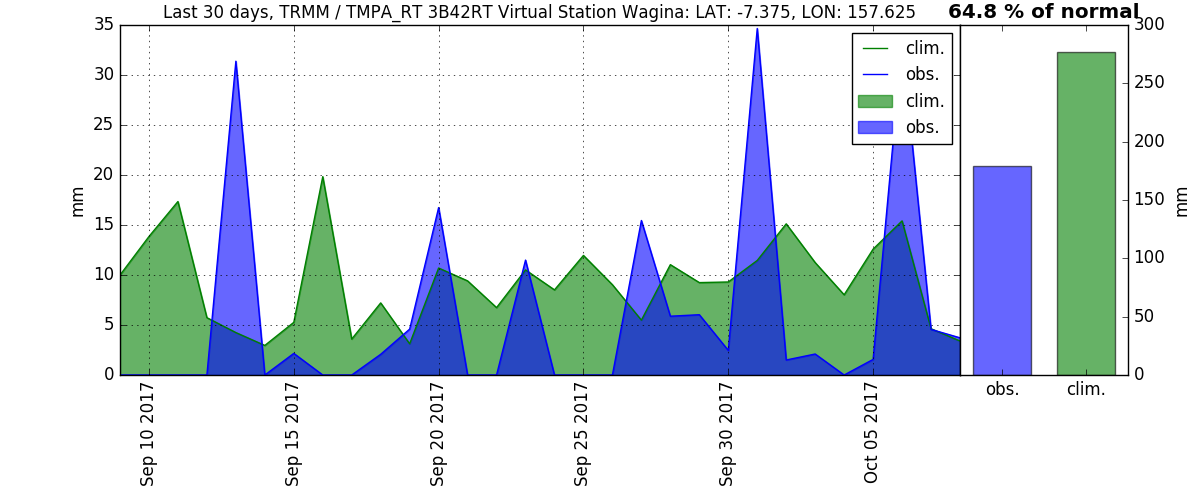 Last 30 days, TRMM / TMPA_RT 3B42RT Virtual Station Wagina: LAT: -7.375, LON: 157.625
64.8 % of normal
35
30
25
20
15
10
5
0
mm
clim.
obs.
clim.
obs.
Sep 10 2017
Sep 15 2017
Sep 20 2017
Sep 25 2017
Sep 30 2017
Oct 05 2017
300
250
200
150
100
50
0
mm
obs.
clim.